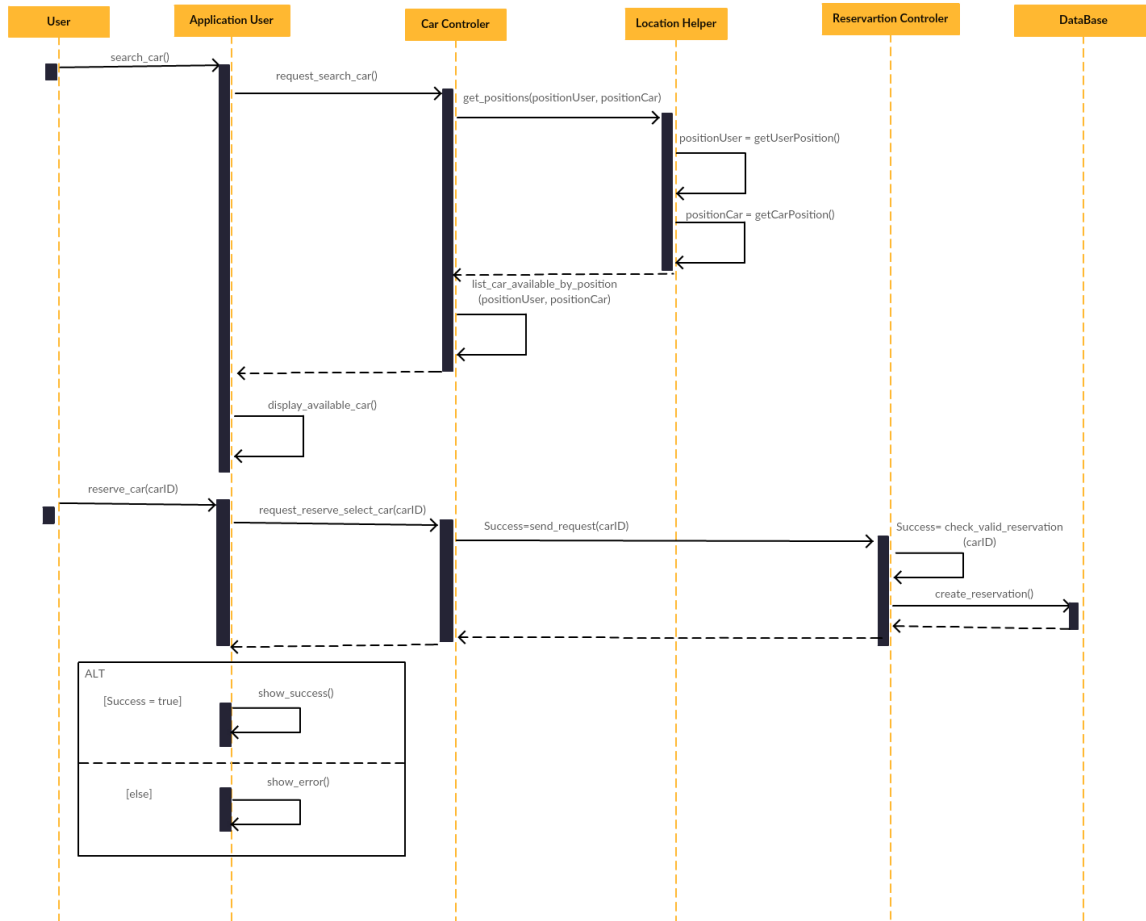 User
Application User
Car Controler
Location Helper
Reservartion Controler
DataBase
search_car()
request_search_car()
get_positions(positionUser, positionCar)
positionUser = getUserPosition()
positionCar = getCarPosition()
list_car_available_by_position
(positionUser, positionCar)
display_available_car()
reserve_car(carID)
request_reserve_select_car(carID)
Success=send_request(carID)
Success= check_valid_reservation
(carID)
create_reservation()
ALT
[Success = true]
show_success()
[else]
show_error()